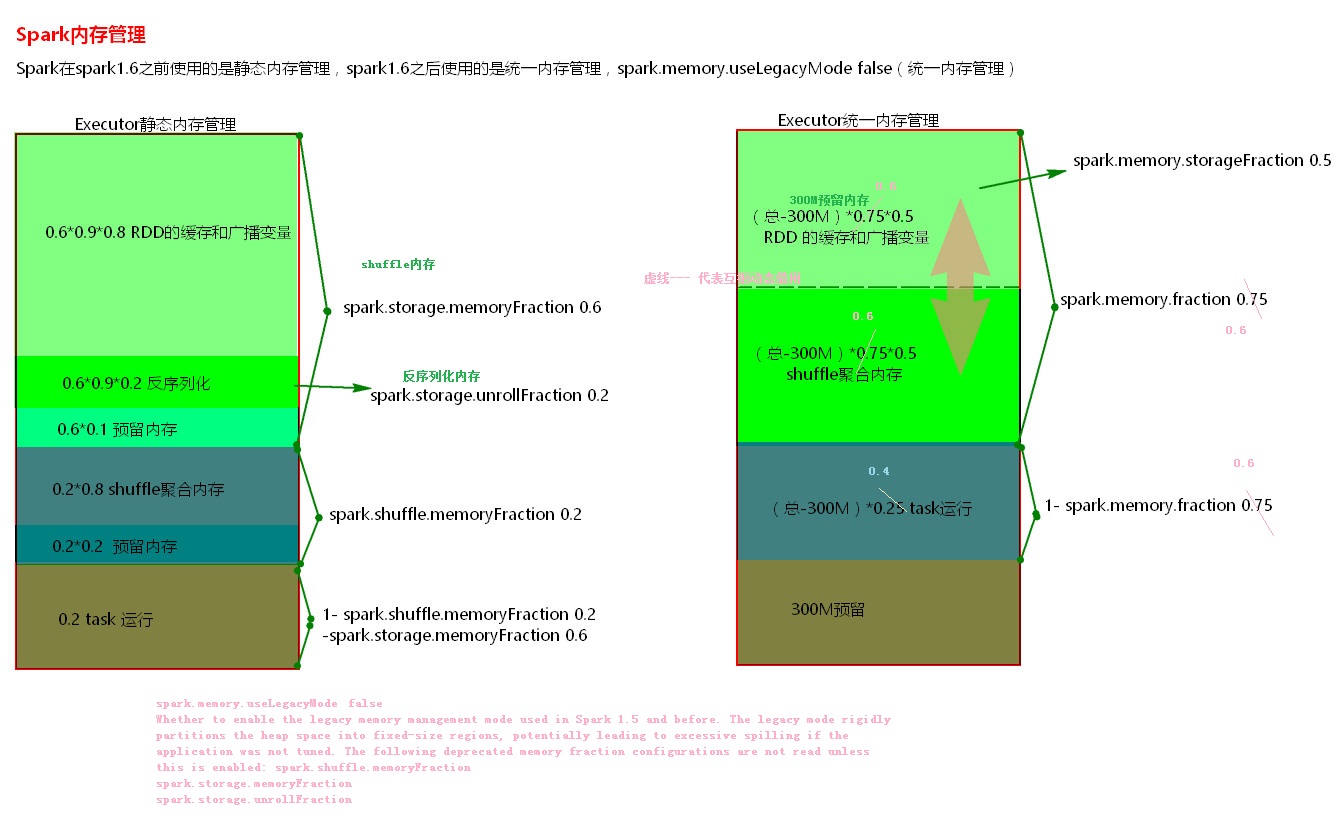 Spark内存管理
Spark在spark1.6之前使用的是静态内存管理，spark1.6之后使用的是统一内存管理，spark.memory.useLegacyMode false（统一内存管理）
Executor静态内存管理
0.6*0.9*0.8 RDD的缓存和广播变量
shuffle内存
spark.storage.memoryFraction 0.6
0.6*0.9*0.2 反序列化
反序列化内存
spark.storage.unrollFraction 0.2
0.6*0.1 预留内存
0.2*0.8 shuffle聚合内存
spark.shuffle.memoryFraction 0.2
0.2*0.2 预留内存
0.2 task 运行
1- spark.shuffle.memoryFraction 0.2
-spark.storage.memoryFraction 0.6
Executor统一内存管理
spark.memory.storageFraction 0.5
0.6
300M预留内存
（总-300M）*0.75*0.5
RDD 的缓存和广播变量
虚线--- 代表互相
spark.memory.fraction 0.75
0.6
0.6
（总-300M）*0.75*0.5
shuffle聚合内存
0.4
0.6
（总-300M）*0.25 task运行
1- spark.memory.fraction 0.75
300M预留
spark.memory.useLegacyMode false
Whether to enable the legacy memory management mode used in Spark 1.5 and before. The legacy mode rigidly
partitions the heap space into fixed-size regions, potentially leading to excessive spilling if the
application was not tuned. The following deprecated memory fraction configurations are not read unless
this is enabled: spark.shuffle.memoryFraction
spark.storage.memoryFraction
spark.storage.unrollFraction